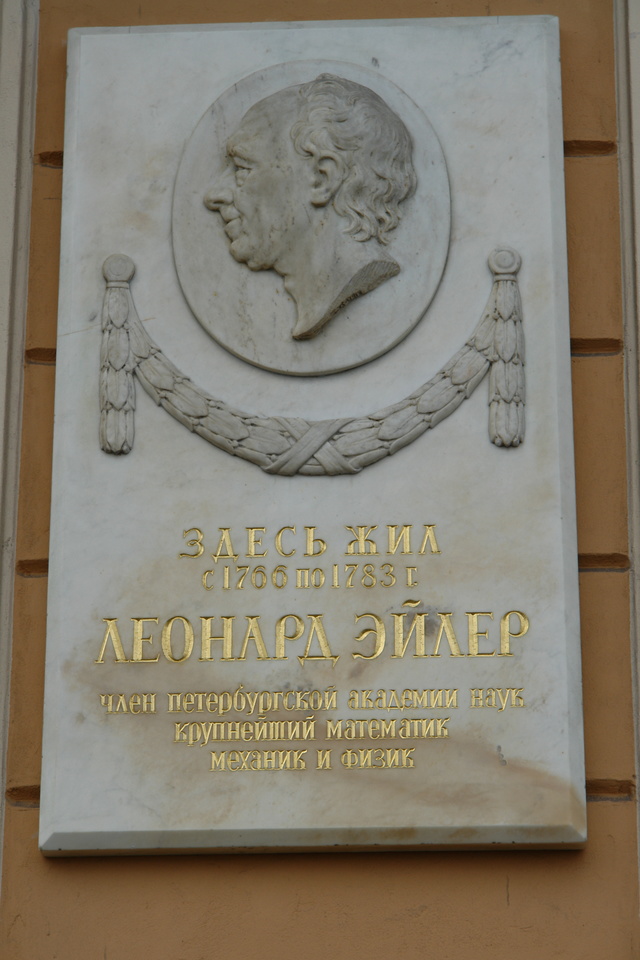 ЗДЕСЬ ЖИЛ
с 1766 по 1783 г.
ЛЕОНАРД ЭЙЛЕР
член петербургской академии наук
крупнейший математик
механик и физик